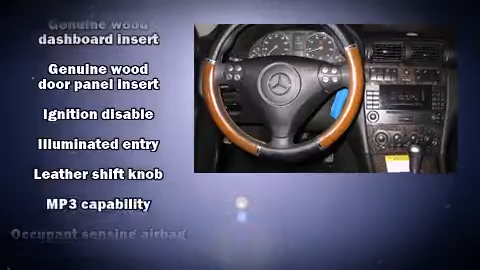 Genuine wood
dashboard insert
Genuine wood
door panel insert
Ignition disable
Illuminated entry
Leather shift knob
MP3 capability
Occupant sensing airbag